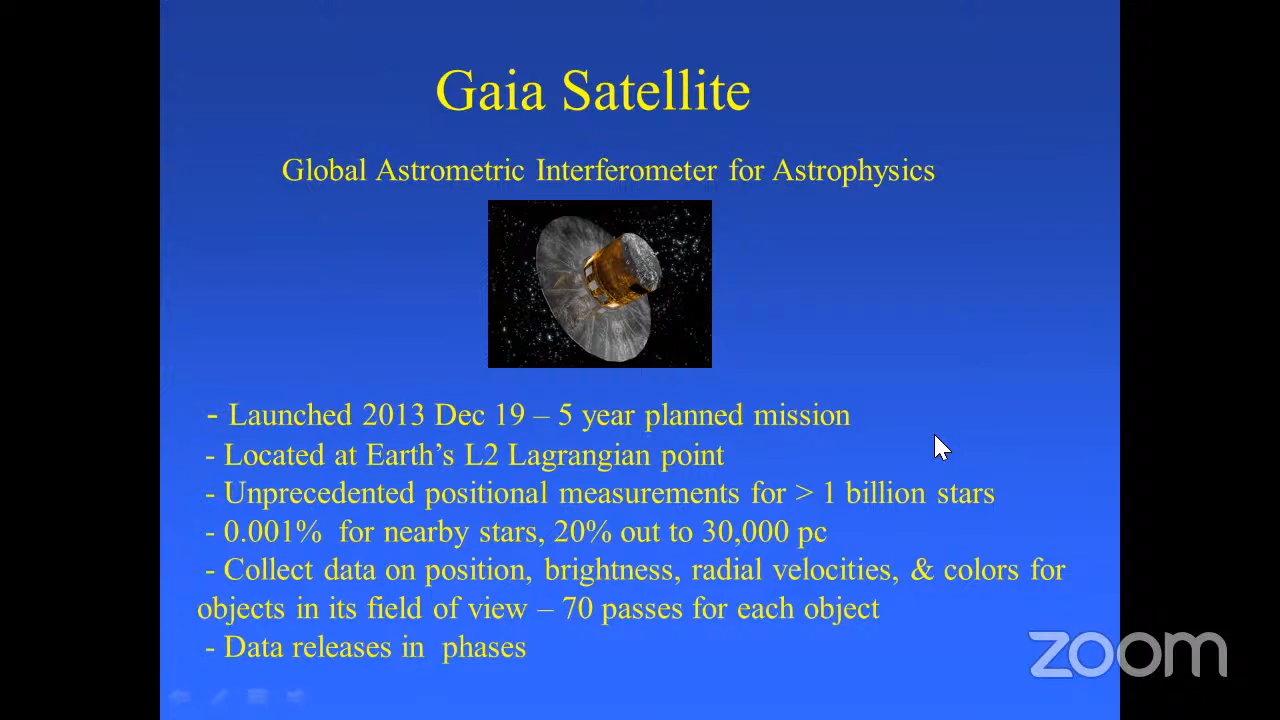 Gaia Satellite
Global Astrometric Interferometer for Astrophysics
- Launched 2013 Dec 19 – 5 year planned mission
- Located at Earth’s L2 Lagrangian point
- Unprecedented positional measurements for > 1 billion stars
- 0.001%  for nearby stars, 20% out to 30,000 pc
- Collect data on position, brightness, radial velocities, & colors for
objects in its field of view – 70 passes for each object
- Data releases in  phases
zoom